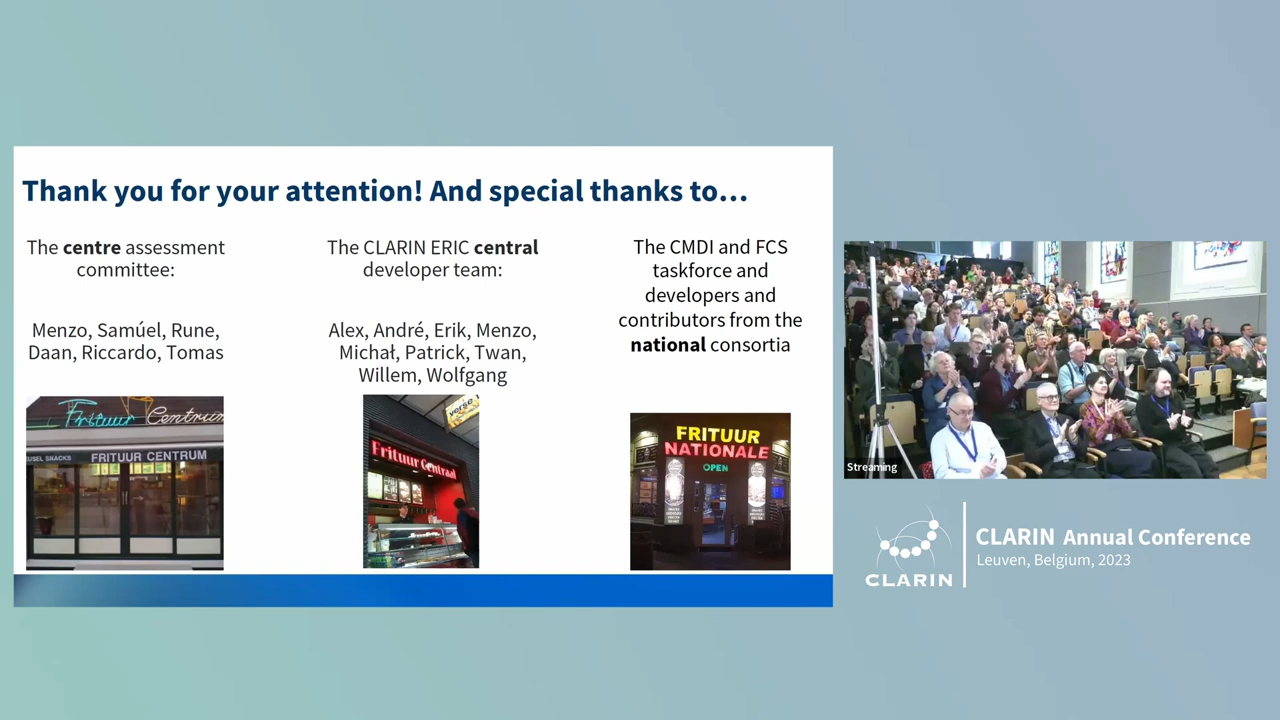 Thank you for your attention! And special thanks to...
The centre assessment
committee:
Menzo, Samúel, Rune,
Daan, Riccardo, Tomas
Frituur Centrum
FRITUUR CENTRUM
The CLARIN ERIC central
developer team:
Alex, André, Erik, Menzo,
Michał, Patrick, Twan,
Willem, Wolfgang
Frituur Centraal
The CMDI and FCS
taskforce and
developers and
contributors from the
national consortia
FRITUUR
NATIONALE
OPEN
Streaming
CLARIN
CLARIN Annual Conference
Leuven, Belgium, 2023